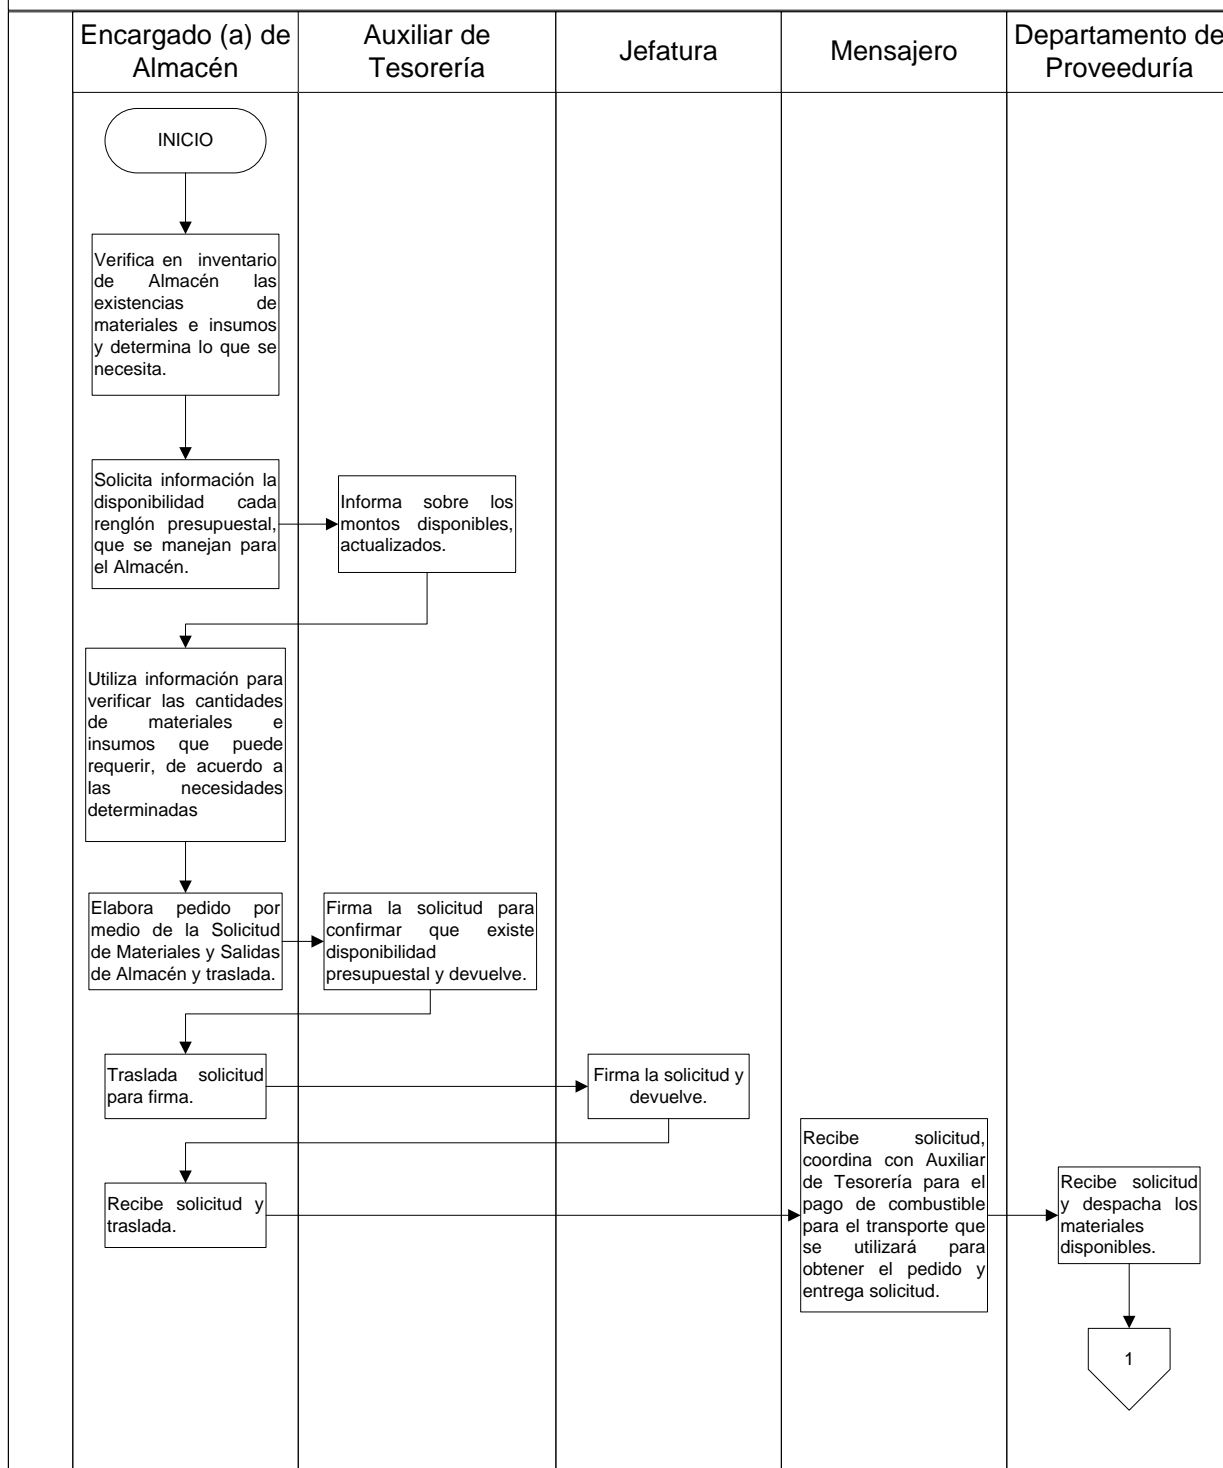 Encargado (a) de
Almacén
Auxiliar de
Tesorería
Jefatura
Mensajero
Departamento de
Proveeduría
INICIO
Verifica en inventario
de Almacén las
existencias de
materiales e insumos
y determina lo que se
necesita.
Solicita información la
disponibilidad cada
renglón presupuestal,
que se manejan para
el Almacén.
Informa sobre los
montos disponibles,
actualizados.
Utiliza información para
verificar las cantidades
de materiales e
insumos que puede
requerir, de acuerdo a
las necesidades
determinadas
Elabora pedido por
medio de la Solicitud
de Materiales y Salidas
de Almacén y traslada.
Firma la solicitud para
confirmar que existe
disponibilidad
presupuestal y devuelve.
Traslada solicitud
para firma.
Firma la solicitud y
devuelve.
Recibe solicitud y
traslada.
Recibe solicitud,
coordina con Auxiliar
de Tesorería para el
pago de combustible
para el transporte que
se utilizará para
obtener el pedido y
entrega solicitud.
Recibe solicitud
y despacha los
materiales
disponibles.
1